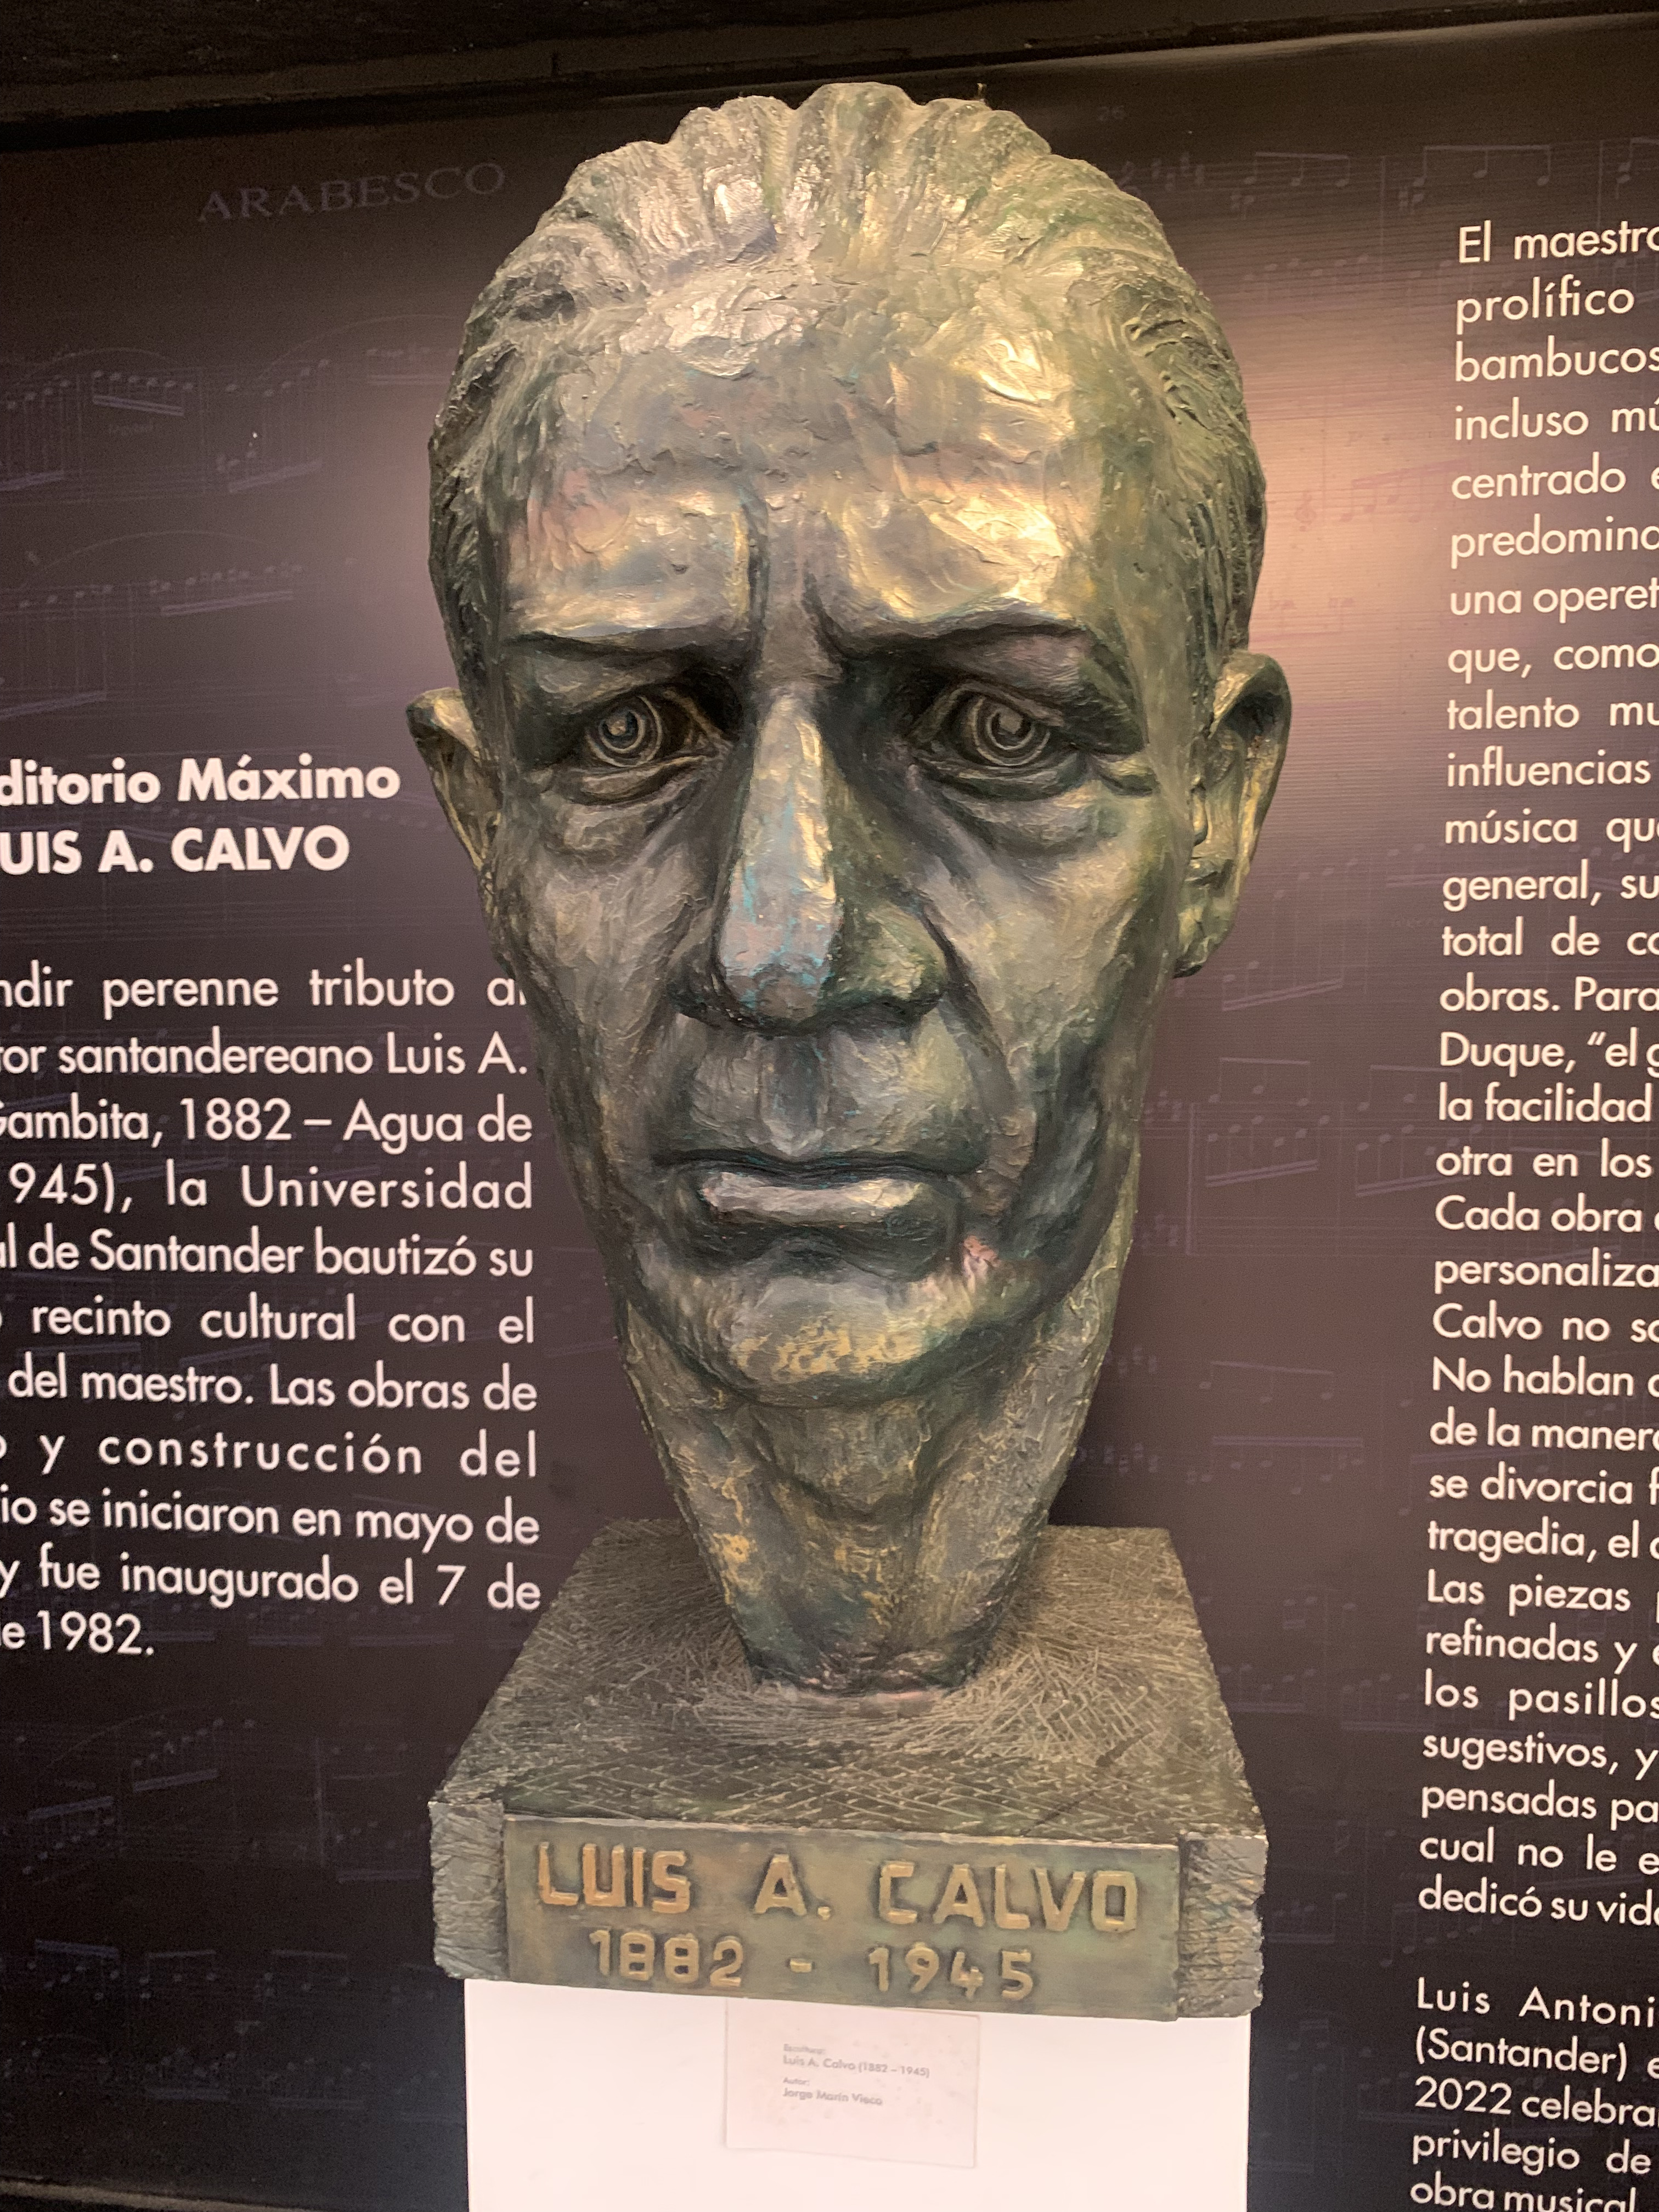 ARABESCO
ditorio Máximo
UIS A. CALVO
ndir perenne tributo al
tor santandereano Luis A.
Gambita, 1882 – Agua de
945), la Universidad
al de Santander bautizó su
recinto cultural con el
del maestro. Las obras de
o y construcción del
io se iniciaron en mayo de
y fue inaugurado el 7 de
de 1982.
El maestro
prolífico
bambucos
incluso mú
centrado e
predomina
una operet
que, como
talento mu
influencias
música que
general, su
total de co
obras. Para
Duque, “el g
la facilidad
otra en los
Cada obra
personaliza
Calvo no so
No hablan
de la manera
se divorcia f
tragedia, el
Las piezas p
refinadas y e
los pasillos
sugestivos, y
pensadas pa
cual no le e
dedicó su vida
Luis Antoni
(Santander) e
2022 celebra
privilegio de
obra musical
LUIS A. CALVO
1882 - 1945
Escultura:
Luis A. Calvo (1882 – 1945)
Autor:
Jorge Marín Vieco